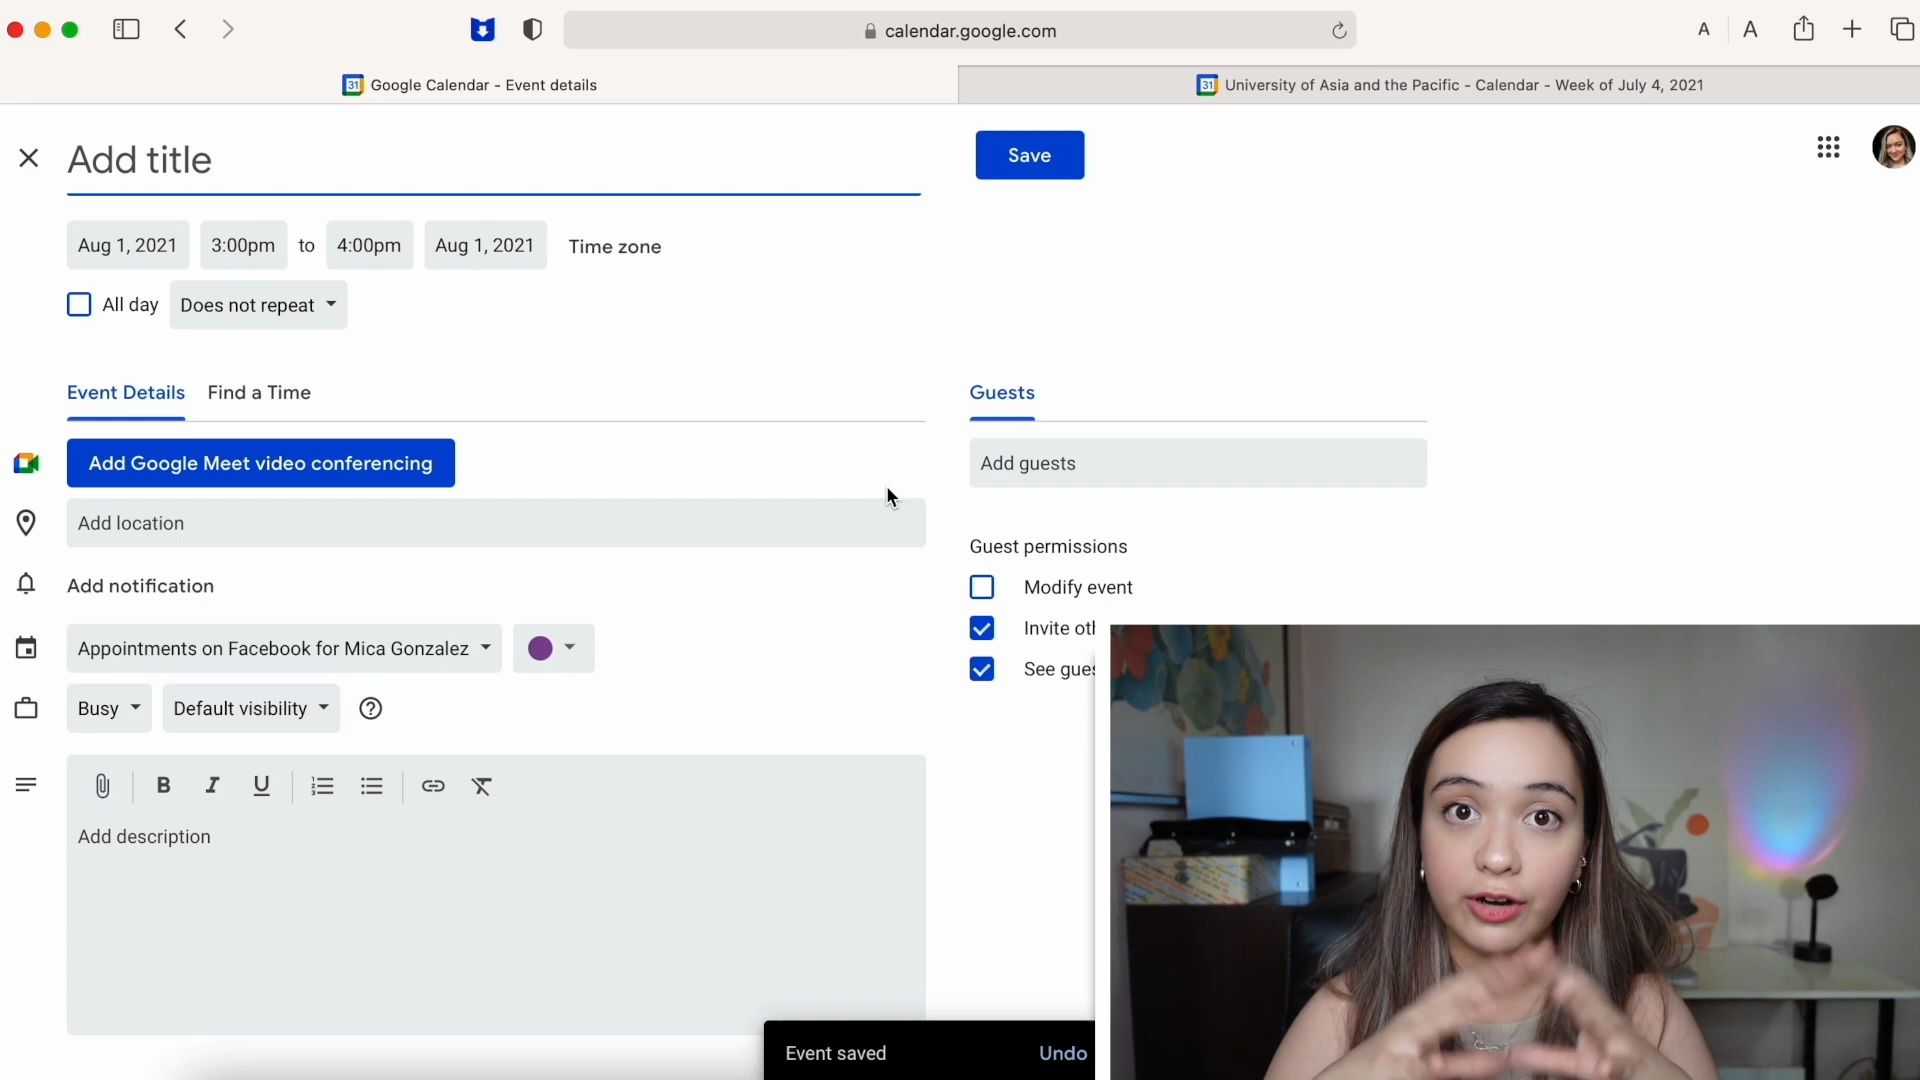 calendar.google.com
A A
Google Calendar - Event details
University of Asia and the Pacific - Calendar - Week of July 4, 2021
Add title
Save
Aug 1, 2021 3:00pm to 4:00pm Aug 1, 2021 Time zone
All day Does not repeat
Event Details Find a Time
Guests
Add Google Meet video conferencing
Add guests
Add location
Guest permissions
Add notification
Modify event
Invite
See
Appointments on Facebook for Mica Gonzalez
Busy Default visibility
B I U
Add description
Event saved Undo